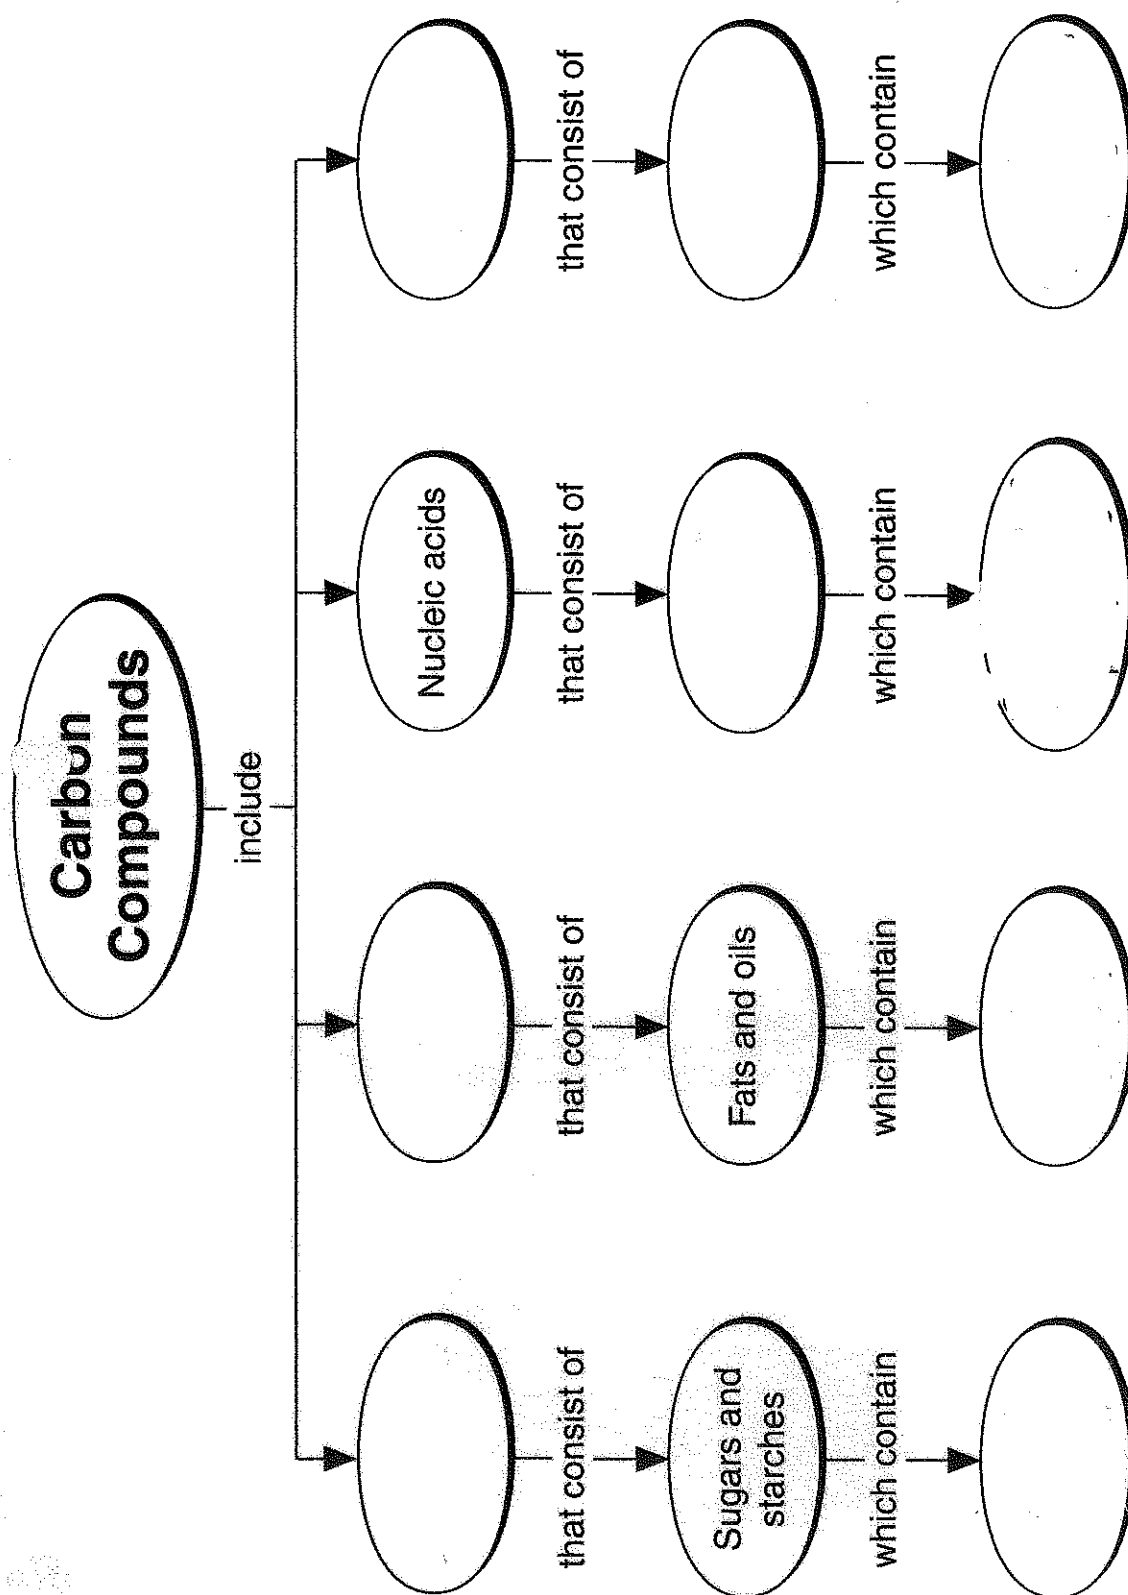 Carbon
Compounds
include
Nucleic acids
that consist of
that consist of
that consist of
that consist of
Sugars and
starches
Fats and oils
which contain
which contain
which contain
which contain